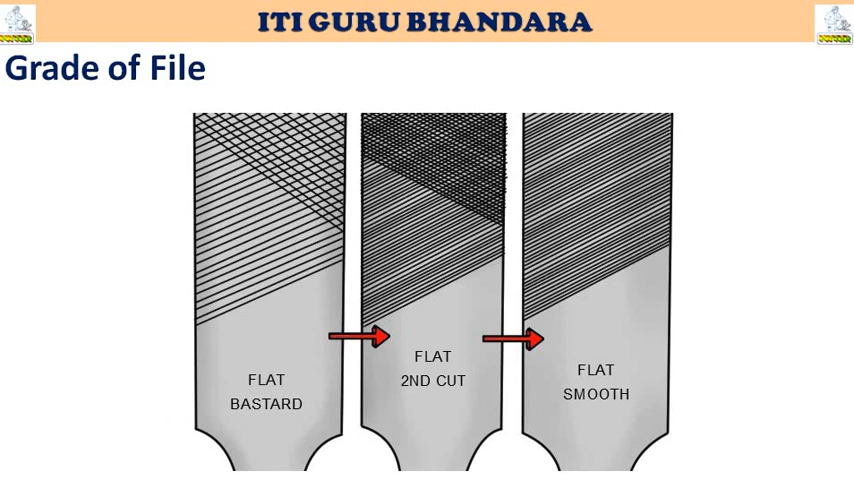 ITI GURU BHANDARA
Grade of File
FLAT
BASTARD
FLAT
2ND CUT
FLAT
SMOOTH